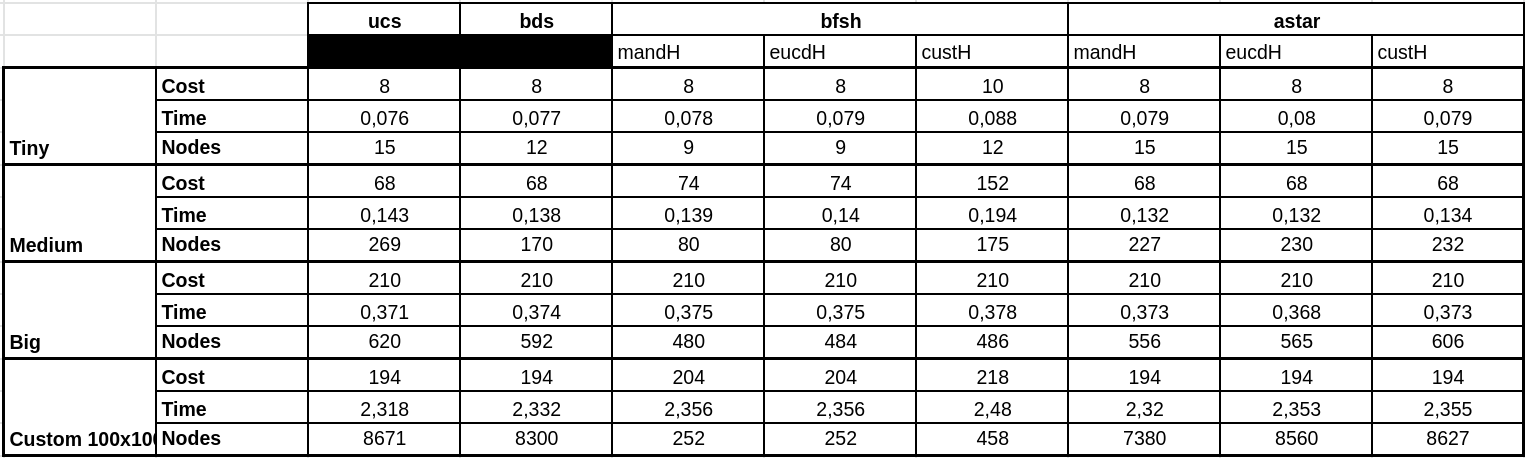 ucs bds bfsh astar
mandH eucdH custH mandH eucdH custH
Cost 8 8 8 8 10 8 8 8
Time 0,076 0,077 0,078 0,079 0,088 0,079 0,08 0,079
Tiny Nodes 15 12 9 9 12 15 15 15
Cost 68 68 74 74 152 68 68 68
Time 0,143 0,138 0,139 0,14 0,194 0,132 0,132 0,134
Medium Nodes 269 170 80 80 175 227 230 232
Cost 210 210 210 210 210 210 210 210
Time 0,371 0,374 0,375 0,375 0,378 0,373 0,368 0,373
Big Nodes 620 592 480 484 486 556 565 606
Cost 194 194 204 204 218 194 194 194
Time 2,318 2,332 2,356 2,356 2,48 2,32 2,353 2,355
Custom 100x100 Nodes 8671 8300 252 252 458 7380 8560 8627